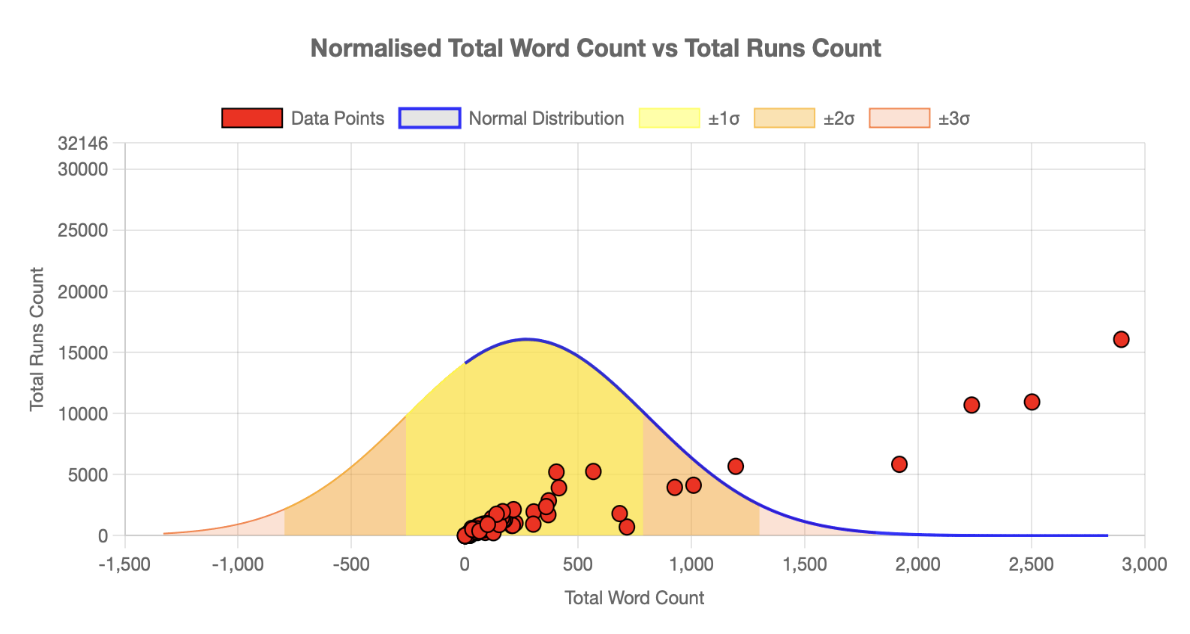 Normalised Total Word Count vs Total Runs Count
Data Points Normal Distribution ±1σ ±2σ ±3σ
32146
30000
25000
20000
15000
10000
5000
0
Total Runs Count
-1,500 -1,000 -500 0 500 1,000 1,500 2,000 2,500 3,000
Total Word Count